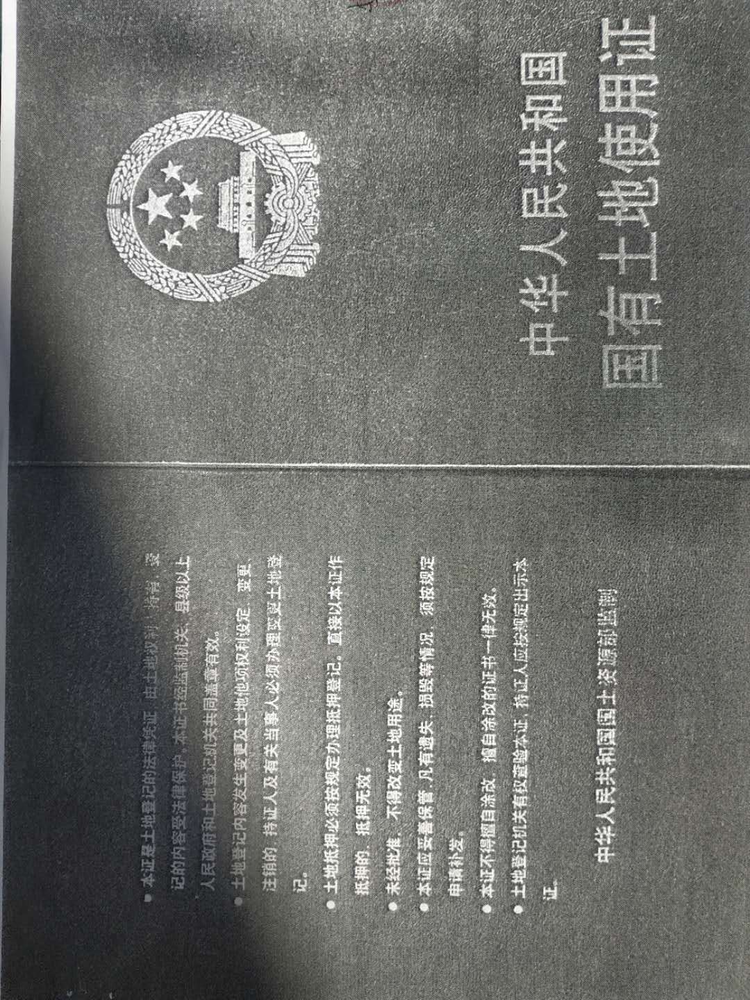 中华人民共和国
国有土地使用证
● 本证是土地登记的法律凭证，由土地权利人持有，登
记的内容受法律保护。本证书经监制机关、县级以上
人民政府和土地登记机关共同盖章有效。
● 土地登记内容发生变更及土地他项权利设定、变更、
注销的，持证人及有关当事人必须办理变更土地登
记。
● 土地抵押必须按规定办理抵押登记。直接以本证作
抵押的，抵押无效。
● 未经批准，不得改变土地用途。
● 本证应妥善保管，凡有遗失、损毁等情况，须按规定
申请补发。
● 本证不得擅自涂改，擅自涂改的证书一律无效。
● 土地登记机关有权查验本证，持证人应按规定出示本
证。
中华人民共和国国土资源部监制